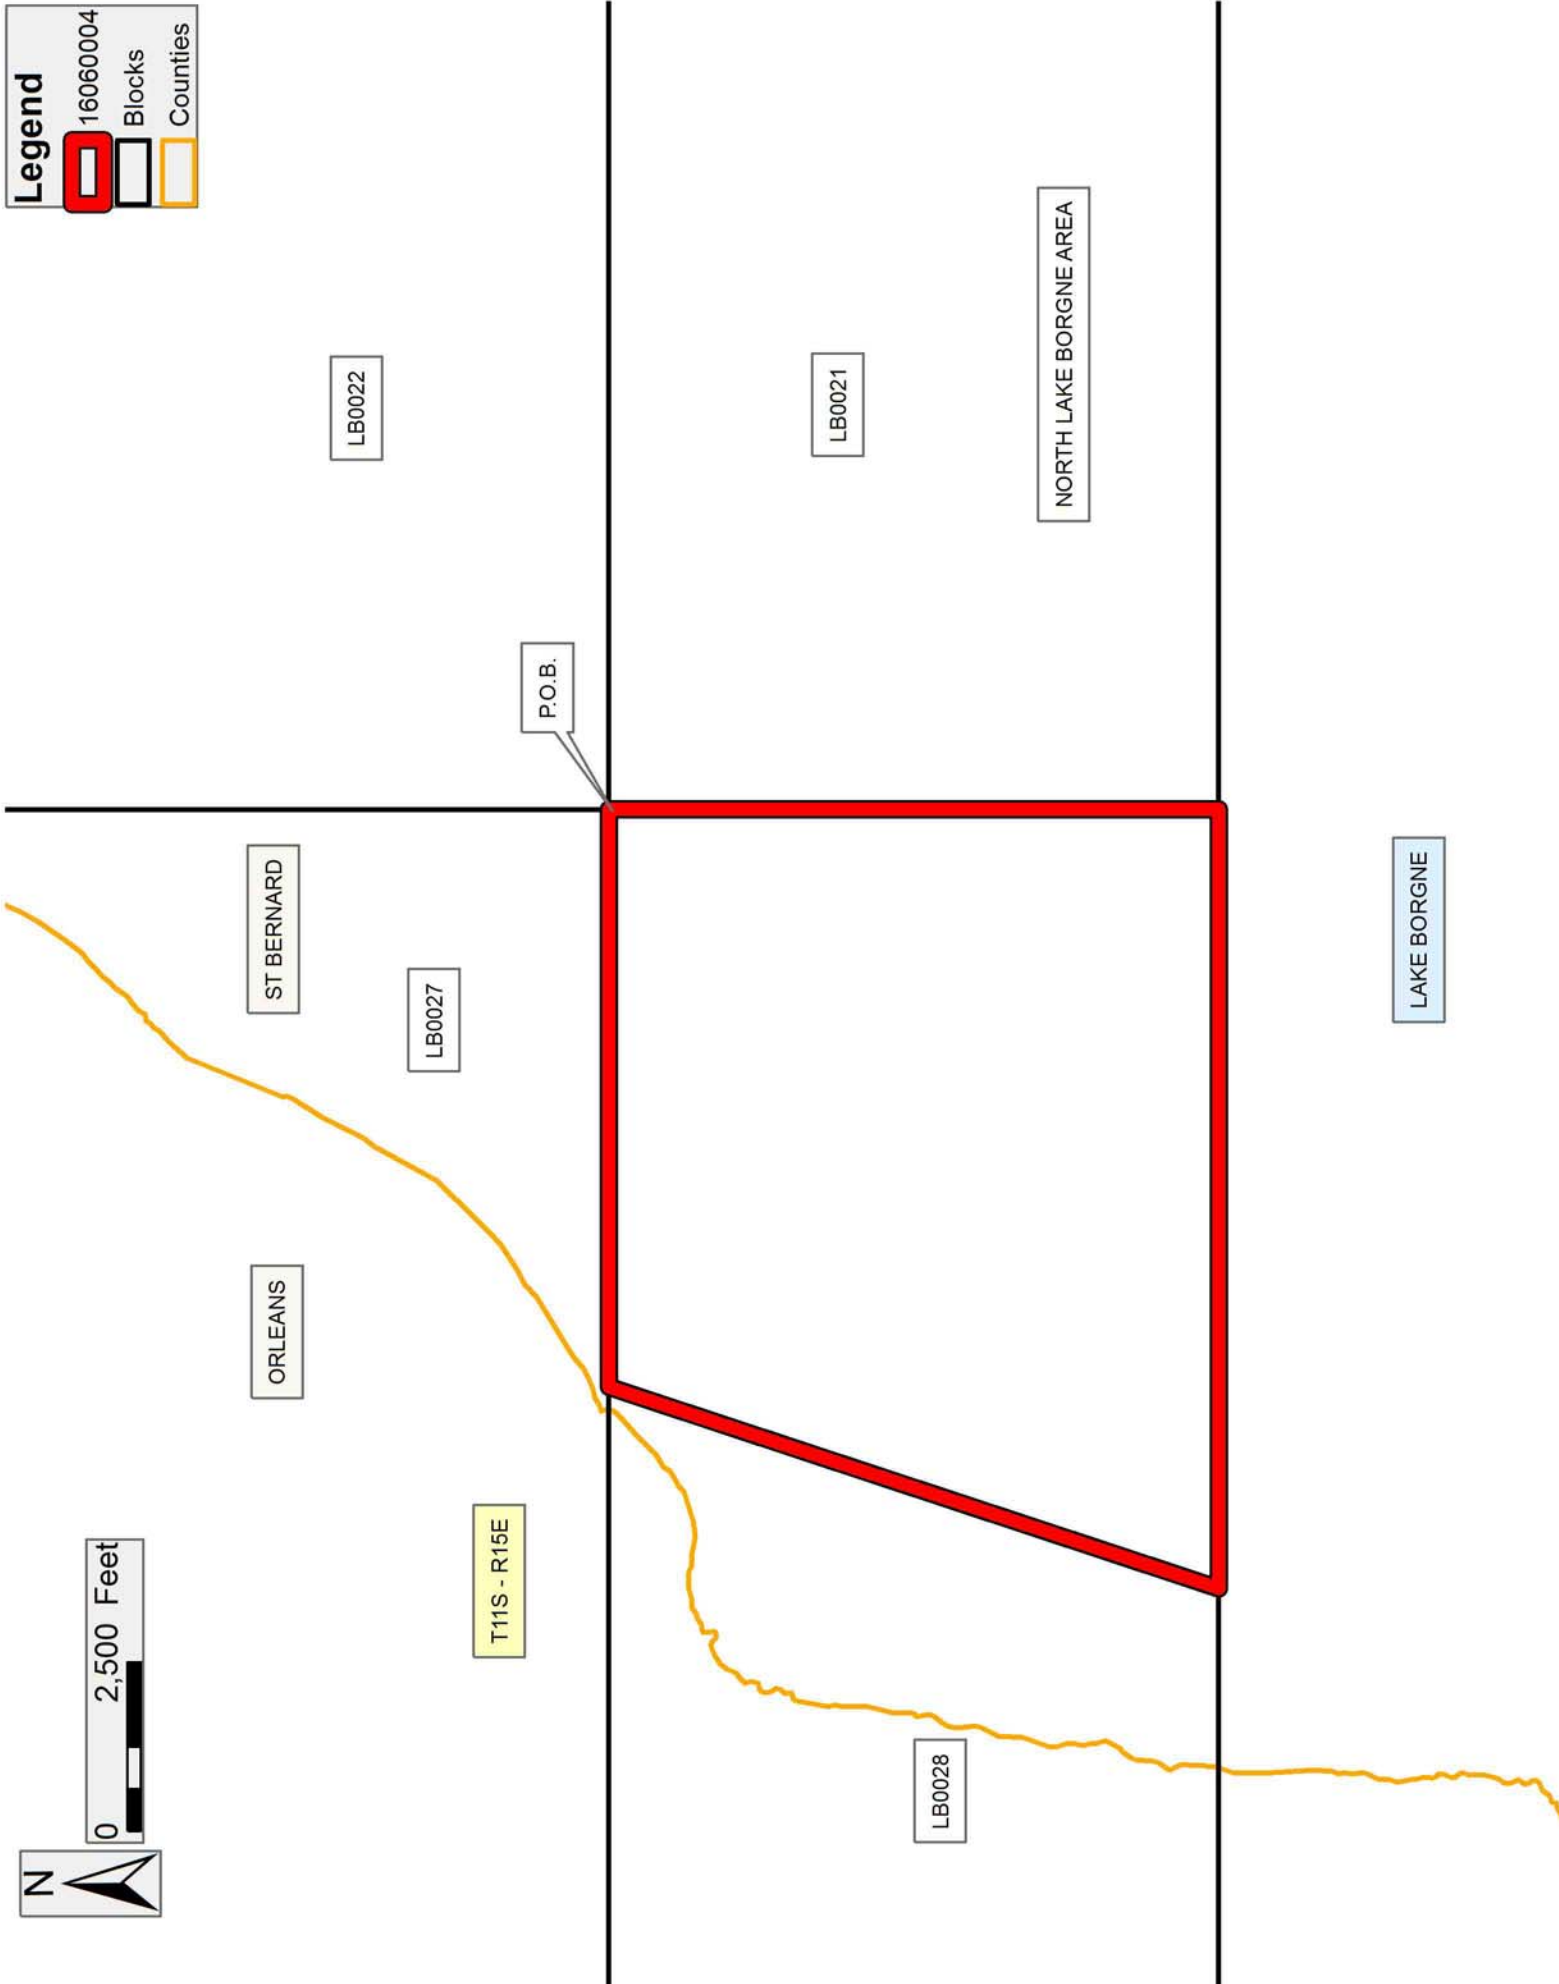 Legend
16060004
Blocks
Counties
N
0 2,500 Feet
ORLEANS
ST BERNARD
LB0022
LB0027
T11S - R15E
P.O.B.
LB0021
LB0028
NORTH LAKE BORGNE AREA
LAKE BORGNE